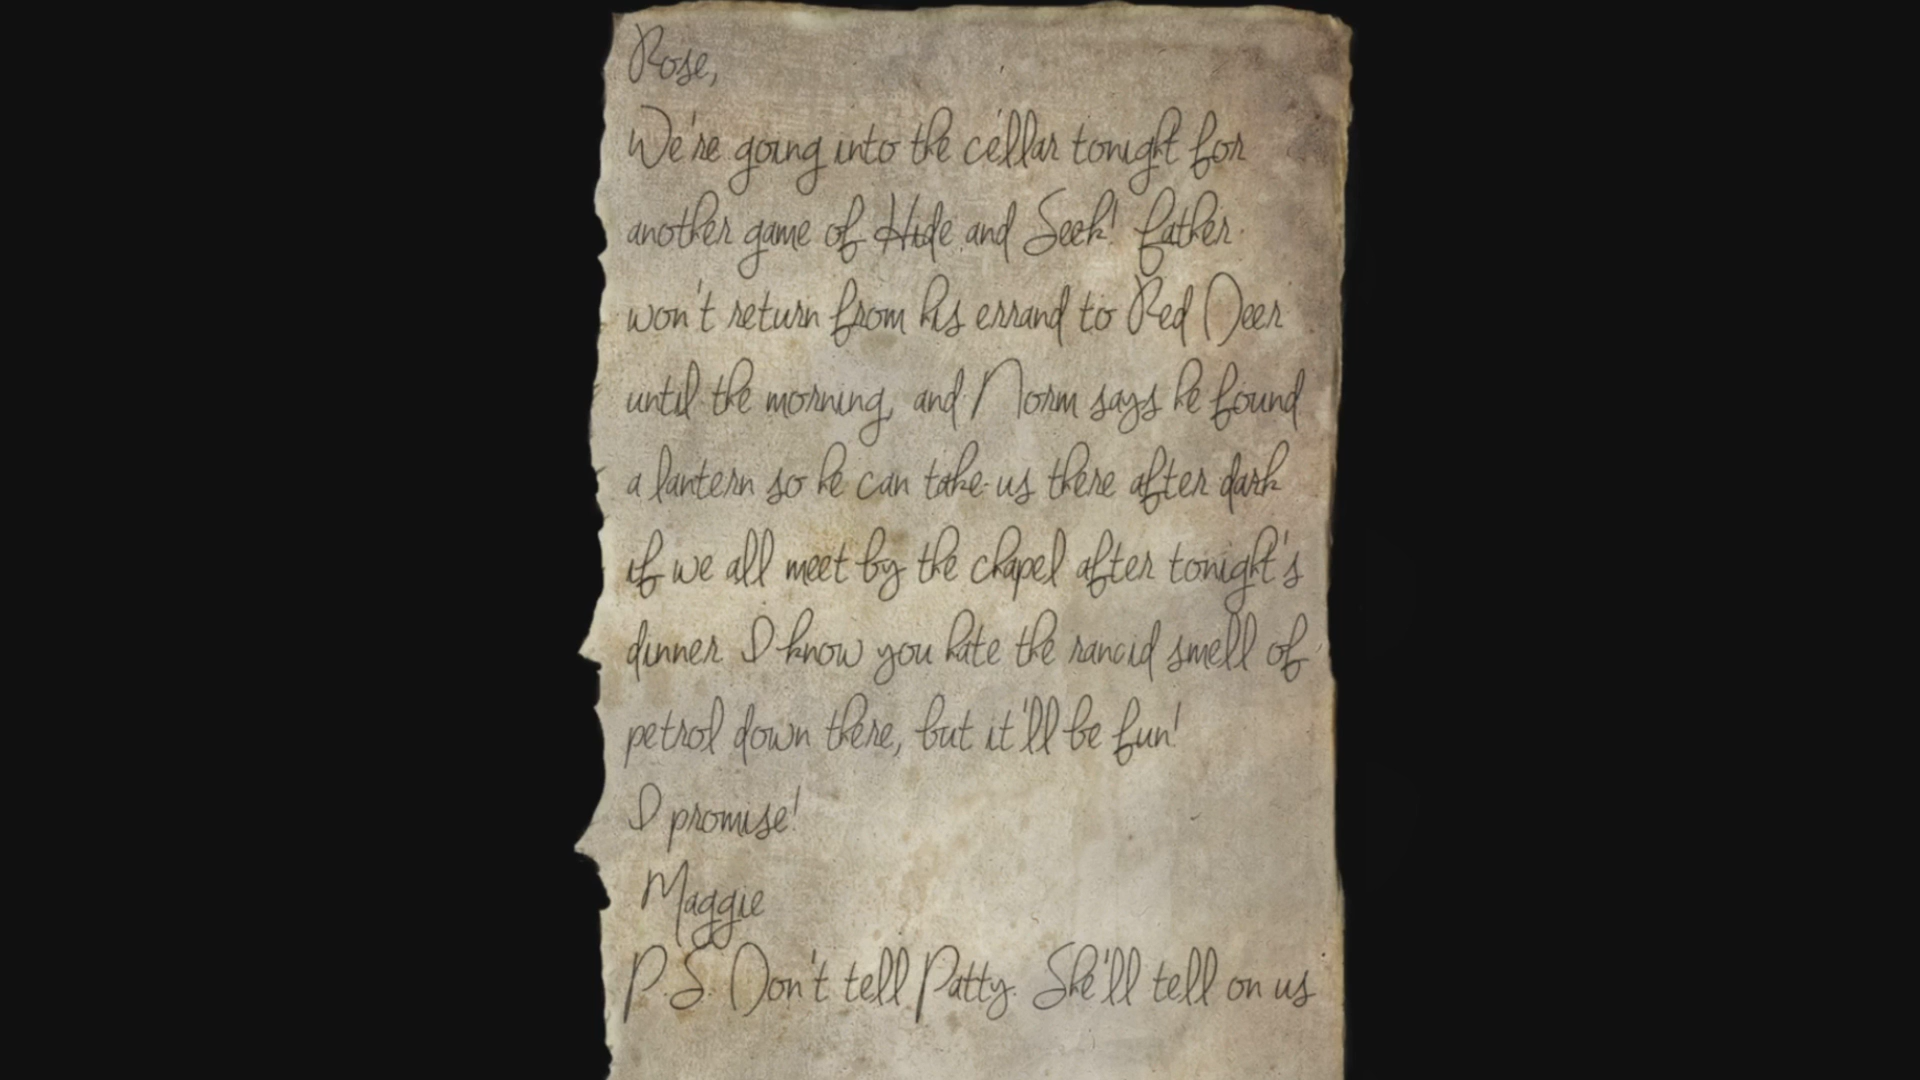 Rose,
We're going into the cellar tonight for
another game of Hide and Seek! Father
won't return from his errand to Red Deer
until the morning, and Norm says he found
a lantern so he can take us there after dark
if we all meet by the chapel after tonight's
dinner. I know you hate the rancid smell of
petrol down there, but it'll be fun!
I promise!
Maggie
P.S. Don't tell Patty. She'll tell on us